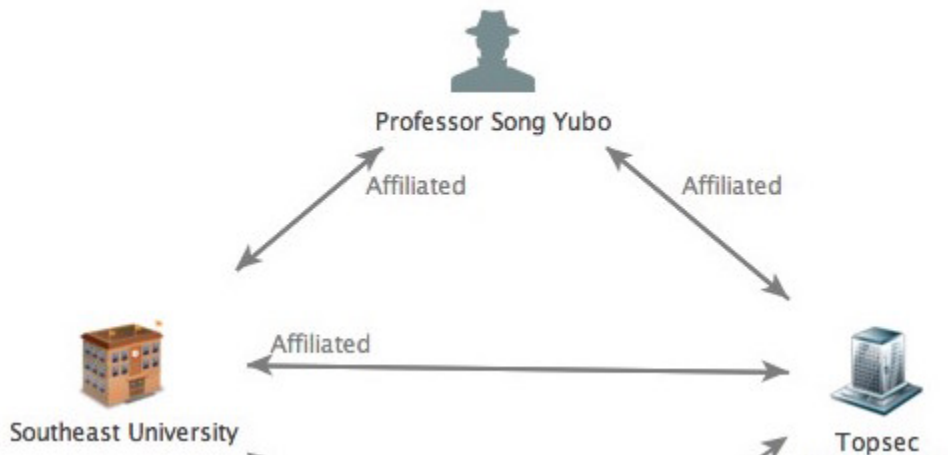 Professor Song Yubo
Affiliated
Affiliated
Affiliated
Southeast University
Topsec